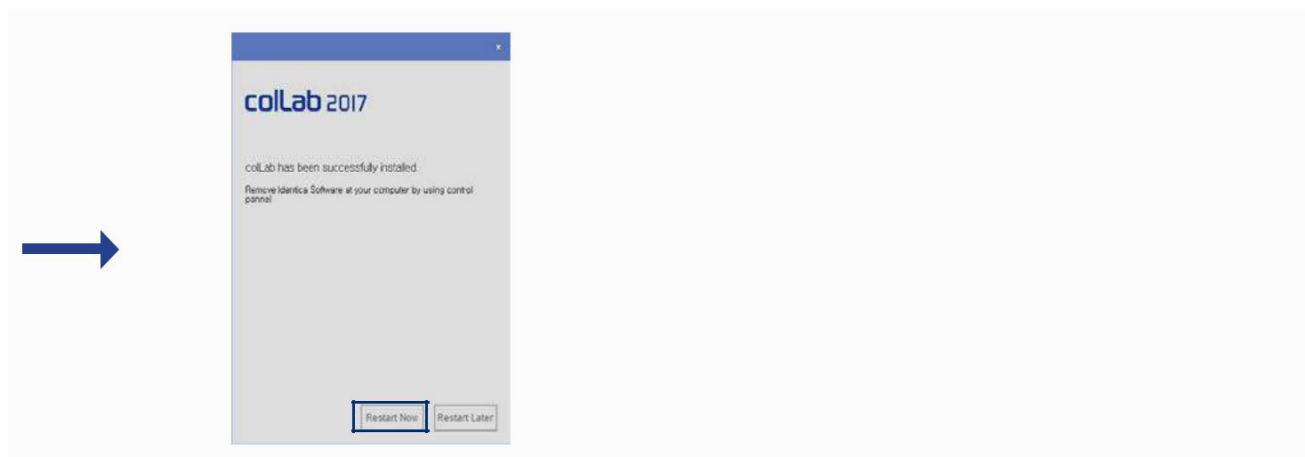 x
colLab 2017
colLab has been successfully installed.
Remove Identica Software at your computer by using control
pannel
Restart Now
Restart Later